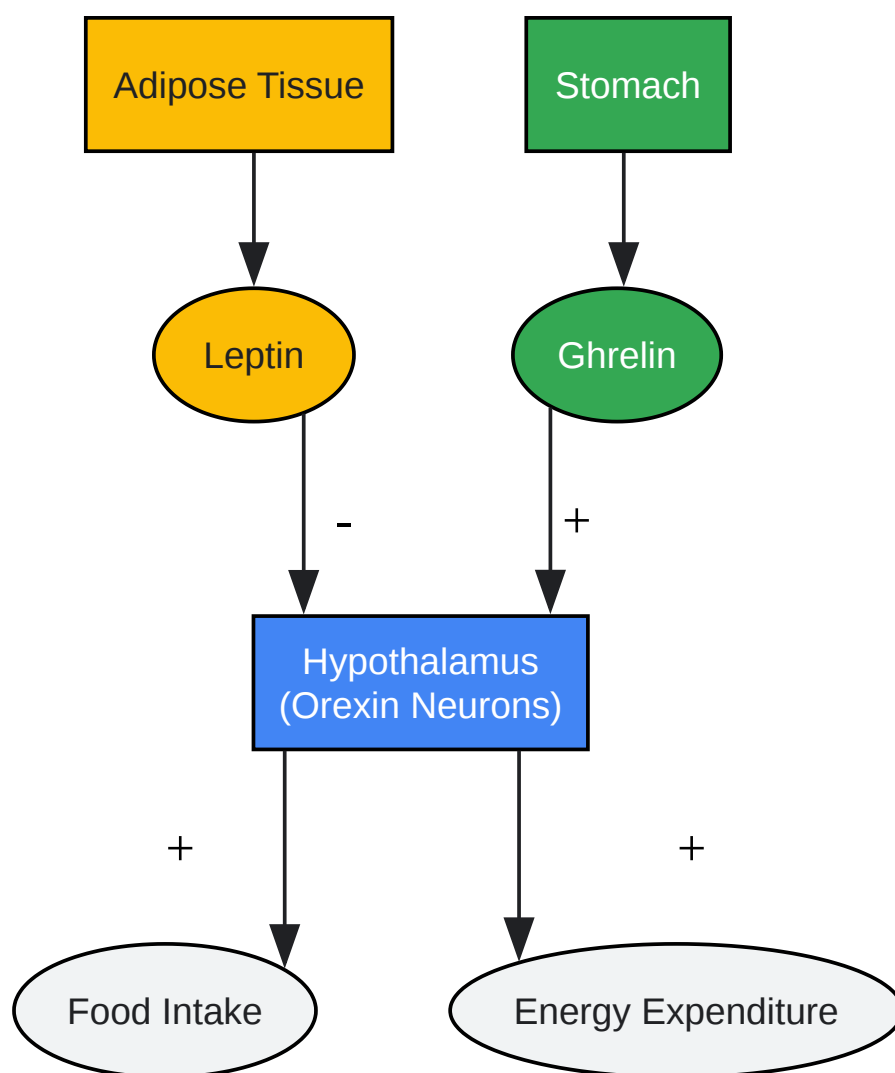 Adipose Tissue
Stomach
Leptin
Ghrelin
-
+
Hypothalamus
(Orexin Neurons)
+
+
Food Intake
Energy Expenditure